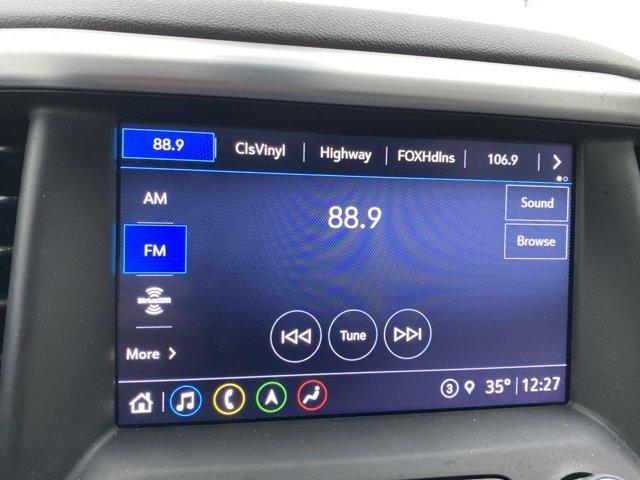 88.9 ClsVinyl Highway FOXHdlns 106.9
AM
88.9
Sound
FM
Browse
SiriusXM
Tune
More
3 35° 12:27